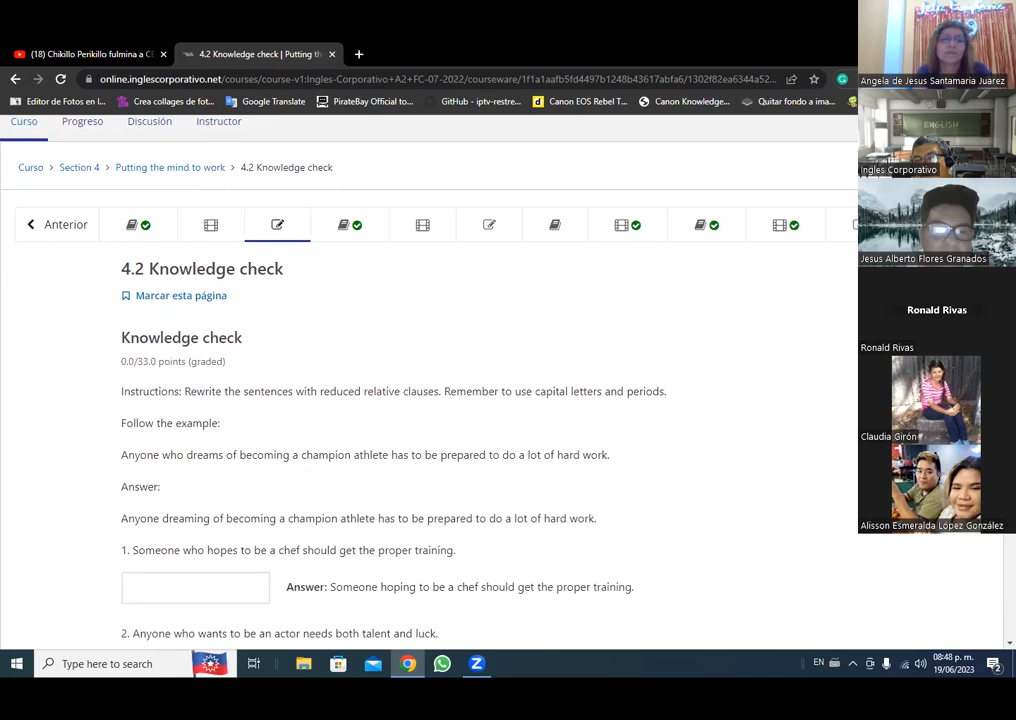 (18) Chikillo Perikillo fulmina a C
4.2 Knowledge check | Putting th
online.inglescorporativo.net/courses/course-v1:Ingles-Corporativo+A2+FC-07-2022/courseware/1f1a1aafb5fd4497b1248b43617abfa6/1302f82ea6344a52...
Editor de Fotos en l...
Crea collages de fot...
Google Translate
PirateBay Official to...
GitHub - iptv-restre...
Canon EOS Rebel T...
Canon Knowledge...
Quitar fondo a ima...
Curso
Progreso
Discusión
Instructor
Curso > Section 4 > Putting the mind to work > 4.2 Knowledge check
Anterior
4.2 Knowledge check
Marcar esta página
Knowledge check
0.0/33.0 points (graded)
Instructions: Rewrite the sentences with reduced relative clauses. Remember to use capital letters and periods.
Follow the example:
Anyone who dreams of becoming a champion athlete has to be prepared to do a lot of hard work.
Answer:
Anyone dreaming of becoming a champion athlete has to be prepared to do a lot of hard work.
1. Someone who hopes to be a chef should get the proper training.
Answer: Someone hoping to be a chef should get the proper training.
2. Anyone who wants to be an actor needs both talent and luck.
Angela de Jesus Santamaria Juarez
ENGLISH
Ingles Corporativo
Jesus Alberto Flores Granados
Ronald Rivas
Ronald Rivas
Claudia Girón
Alisson Esmeralda López González
Type here to search
EN
08:48 p. m.
19/06/2023
2